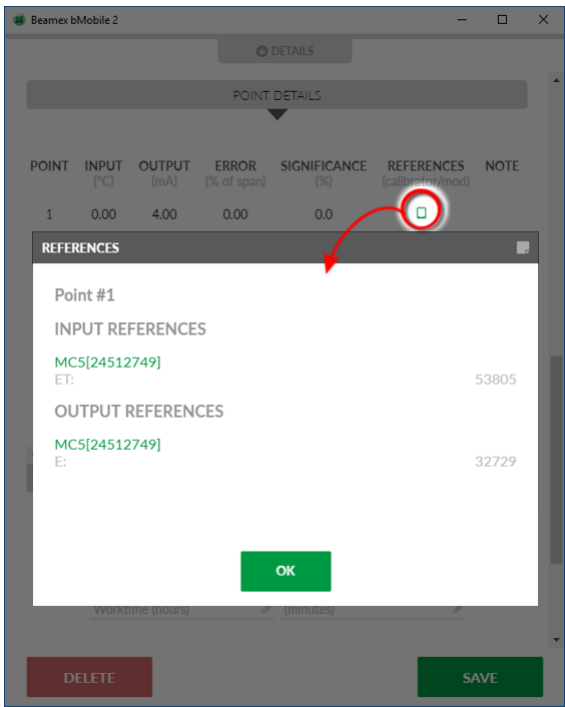 Beamex bMobile 2
DETAILS
POINT DETAILS
POINT INPUT OUTPUT ERROR SIGNIFICANCE REFERENCES NOTE
(°C) (mA) (% of span) (%) (calibrator/mod)
1 0.00 4.00 0.00 0.0
REFERENCES
Point #1
INPUT REFERENCES
MC5[24512749]
ET: 53805
OUTPUT REFERENCES
MC5[24512749]
E: 32729
OK
Worktime (hours) (minutes)
DELETE SAVE